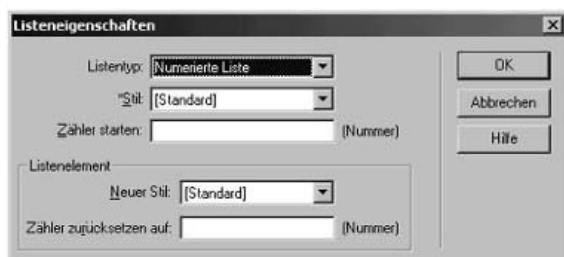 Listeneigenschaften
Listentyp: Numerierte Liste
OK
*Stil: [Standard]
Abbrechen
Zähler starten: (Nummer)
Hilfe
Listenelement
Neuer Stil: [Standard]
Zähler zurücksetzen auf: (Nummer)